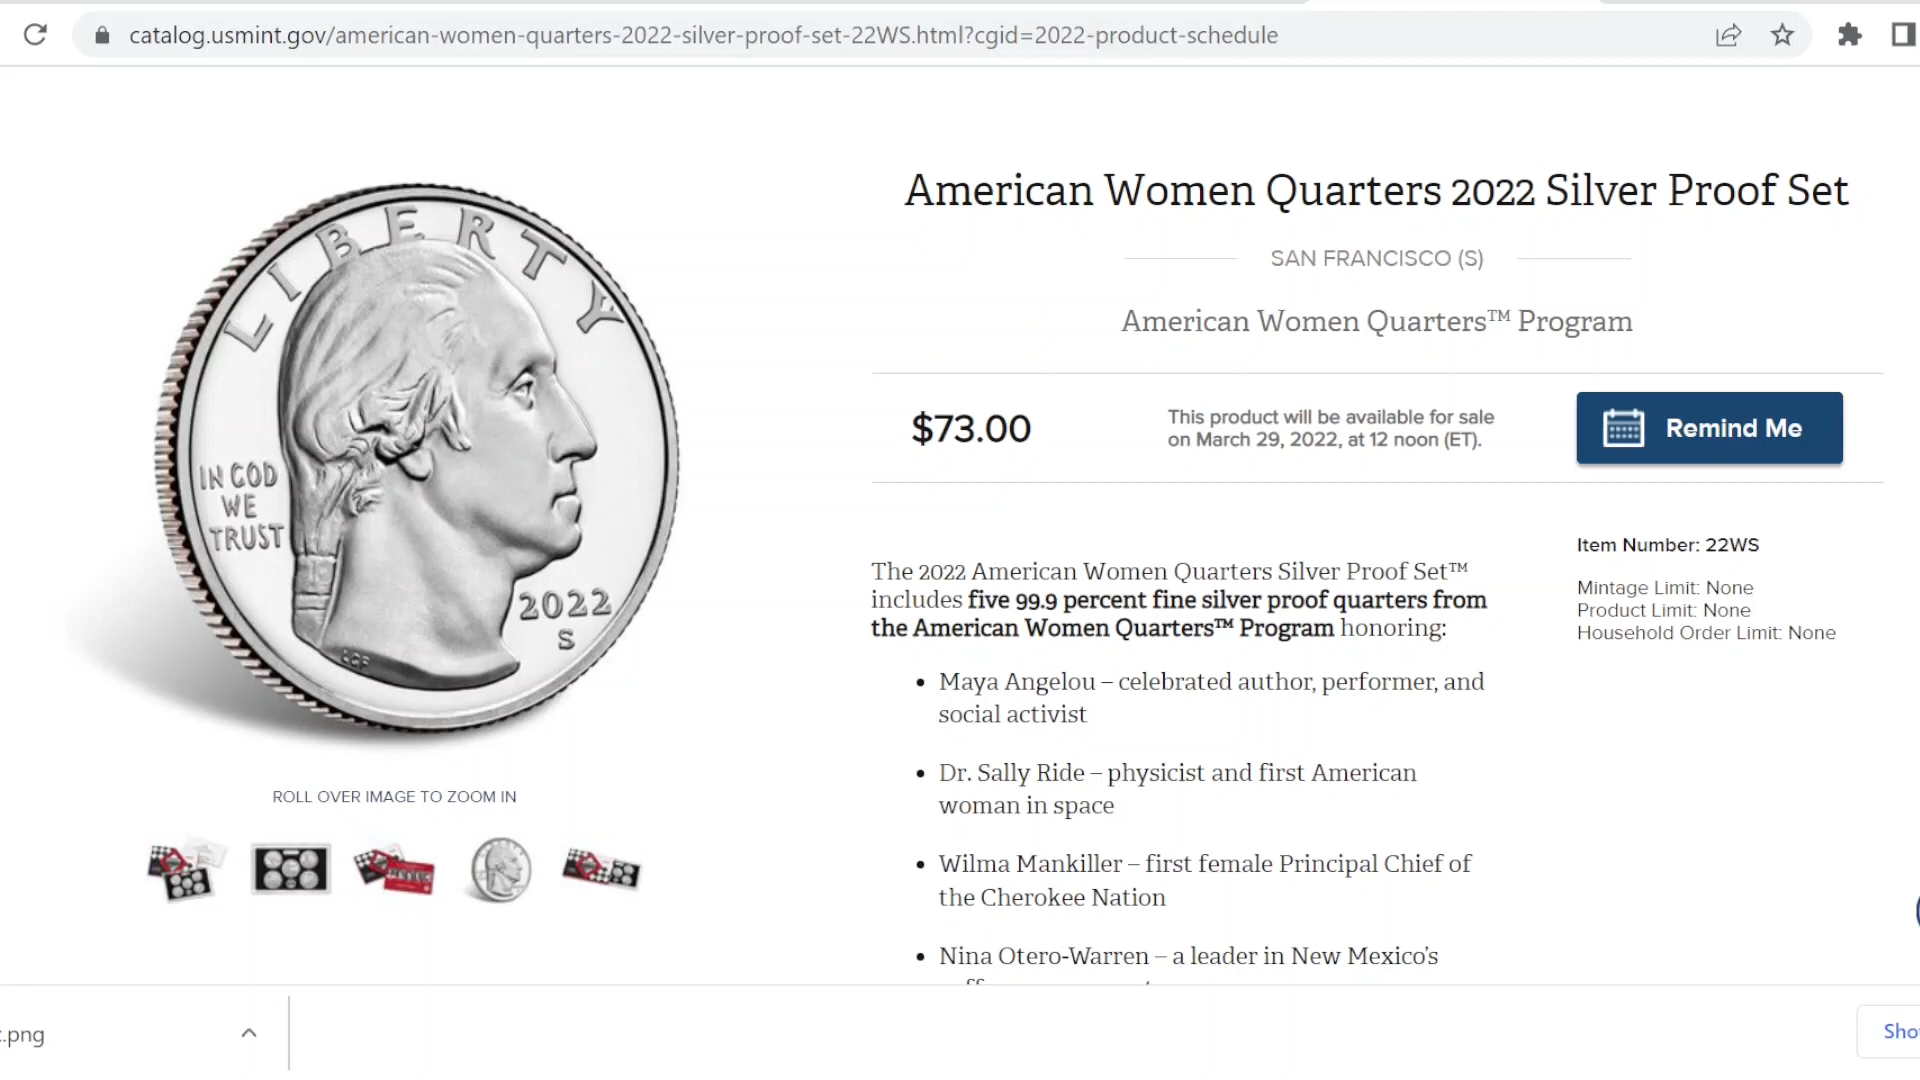 catalog.usmint.gov/american-women-quarters-2022-silver-proof-set-22WS.html?cgid=2022-product-schedule
LIBERTY
IN GOD
WE
TRUST
2022
S
LCF
ROLL OVER IMAGE TO ZOOM IN
American Women Quarters 2022 Silver Proof Set
SAN FRANCISCO (S)
American Women Quarters™ Program
$73.00
This product will be available for sale
on March 29, 2022, at 12 noon (ET).
Remind Me
The 2022 American Women Quarters Silver Proof Set™
includes five 99.9 percent fine silver proof quarters from
the American Women Quarters™ Program honoring:
• Maya Angelou – celebrated author, performer, and
social activist
• Dr. Sally Ride – physicist and first American
woman in space
• Wilma Mankiller – first female Principal Chief of
the Cherokee Nation
• Nina Otero-Warren – a leader in New Mexico's
Item Number: 22WS
Mintage Limit: None
Product Limit: None
Household Order Limit: None
.png
Sho